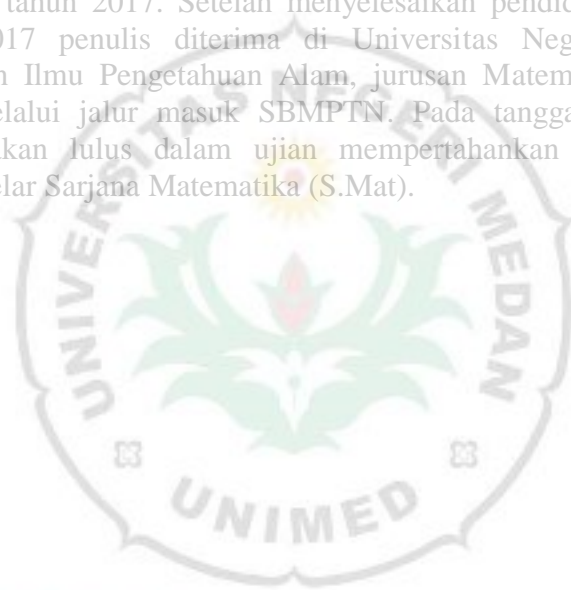 tahun 2017. Setelah menyelesaikan pendid
017 penulis diterima di Universitas Neg
n Ilmu Pengetahuan Alam, jurusan Matem
elalui jalur masuk SBMPTN. Pada tangga
akan lulus dalam ujian mempertahankan
elar Sarjana Matematika (S.Mat).
UNIVERSITAS NEGERI MEDAN
UNIMED